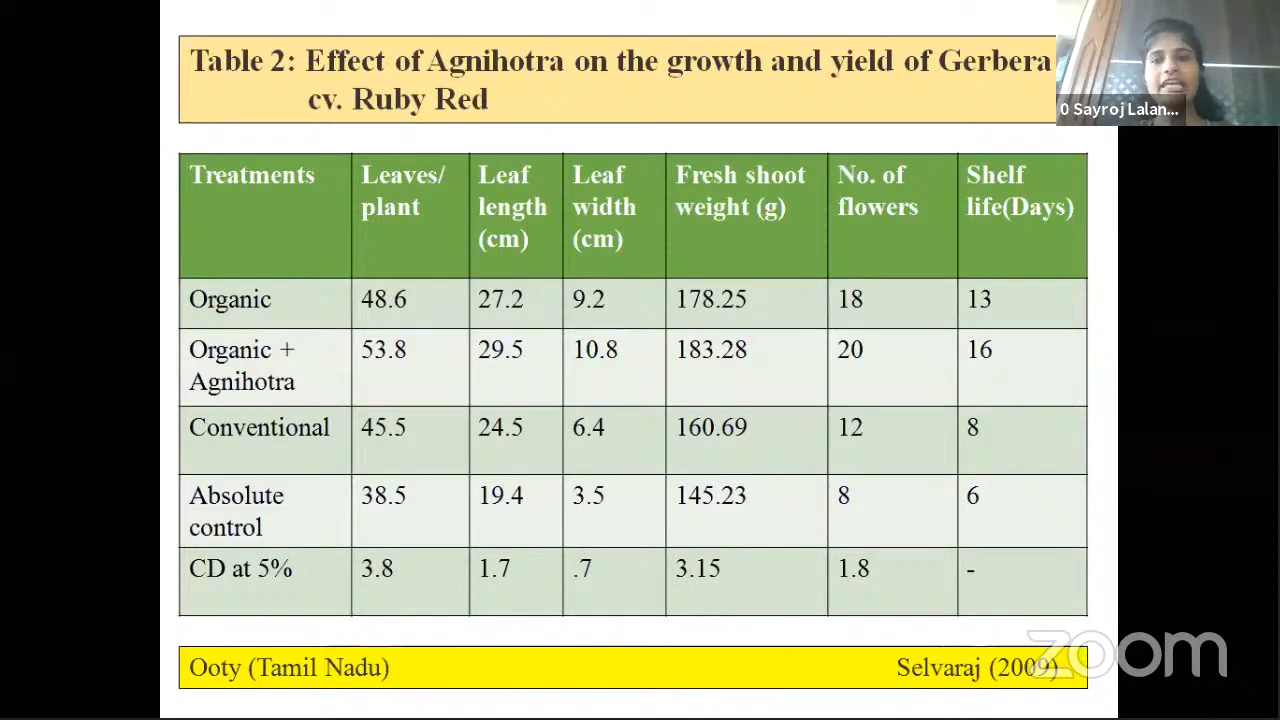 Table 2: Effect of Agnihotra on the growth and yield of Gerbera
cv. Ruby Red
0 Sayroj Lalan...
Treatments Leaves/ plant Leaf length (cm) Leaf width (cm) Fresh shoot weight (g) No. of flowers Shelf life(Days)
Organic 48.6 27.2 9.2 178.25 18 13
Organic + Agnihotra 53.8 29.5 10.8 183.28 20 16
Conventional 45.5 24.5 6.4 160.69 12 8
Absolute control 38.5 19.4 3.5 145.23 8 6
CD at 5% 3.8 1.7 .7 3.15 1.8 -
Ooty (Tamil Nadu) Selvaraj (2009)
zoom